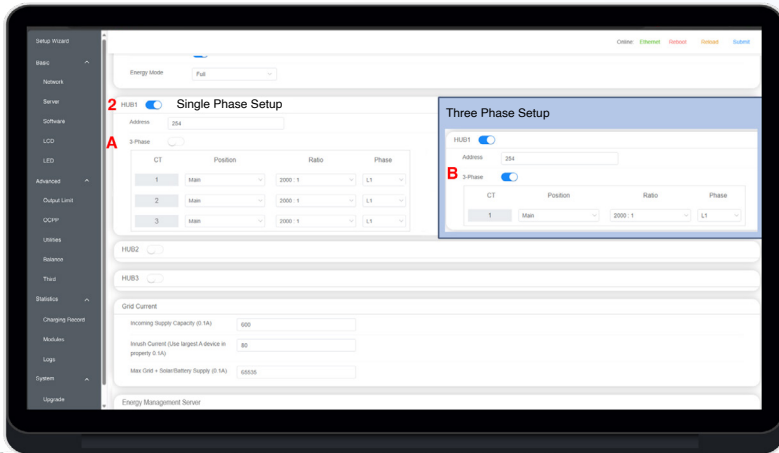 Setup Wizard
Online: Ethernet Reboot Reload Submit
Basic
Network
Server
Software
LCD
LED
Advanced
Output Limit
OCPP
Utilities
Balance
Third
Statistics
Charging Record
Modules
Logs
System
Upgrade
Energy Mode Full
2 HUB1 Single Phase Setup
Address 254
A 3-Phase
CT Position Ratio Phase
1 Main 2000 : 1 L1
2 Main 2000 : 1 L1
3 Main 2000 : 1 L1
Three Phase Setup
HUB1
Address 254
B 3-Phase
CT Position Ratio Phase
1 Main 2000 : 1 L1
HUB2
HUB3
Grid Current
Incoming Supply Capacity (0.1A) 600
Inrush Current (Use largest A device in
property 0.1A) 80
Max Grid + Solar/Battery Supply (0.1A) 65535
Energy Management Server